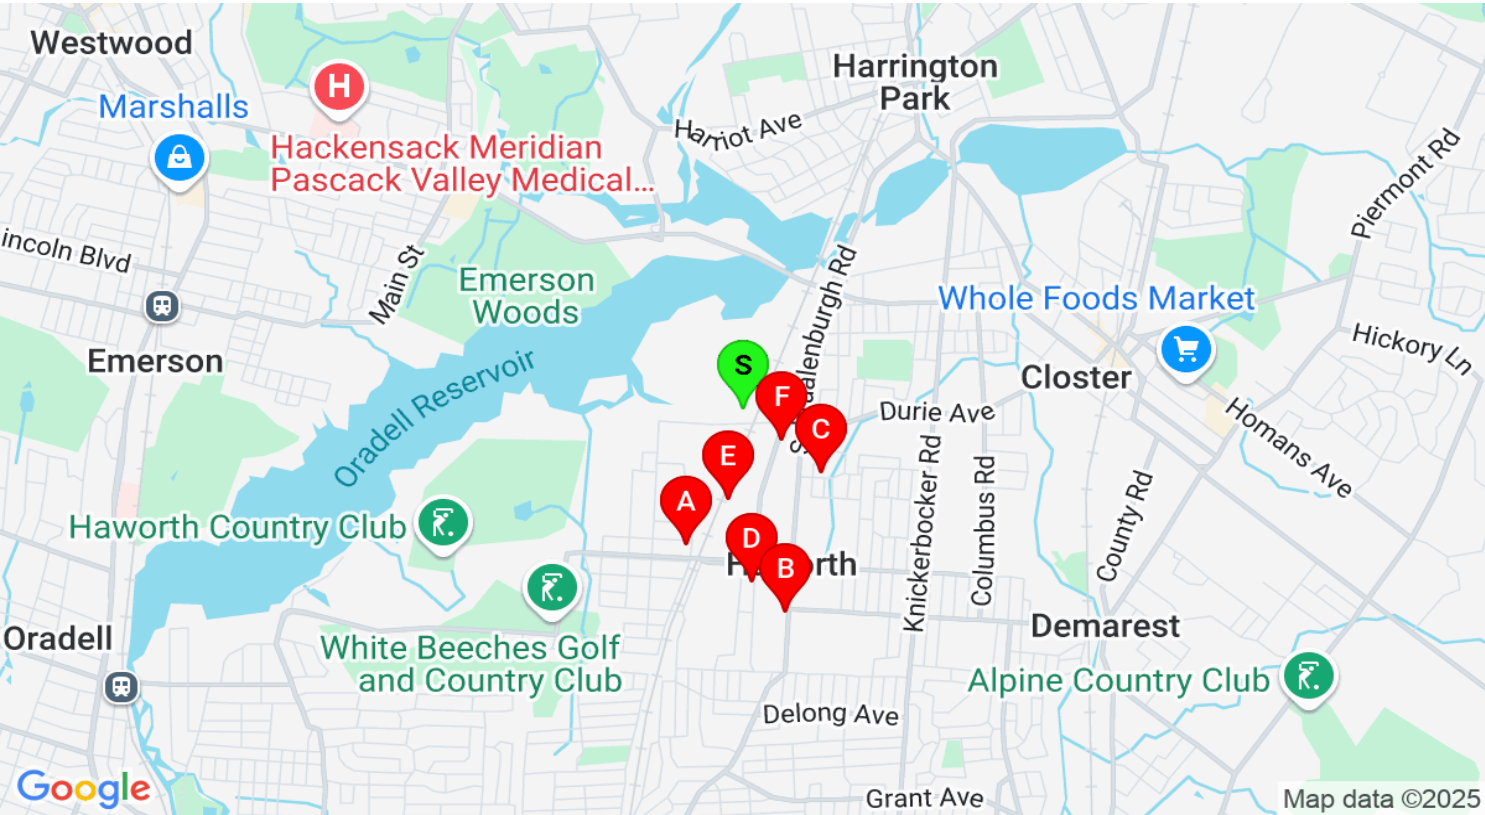 Westwood
Harrington
Park
Marshalls
H
Hackensack Meridian
Pascack Valley Medical...
Harriot Ave
Piermont Rd
incoln Blvd
Main St
Emerson
Woods
Whole Foods Market
Hickory Ln
Emerson
Oradell Reservoir
S
F
C
E
A
D
B
Closter
Durie Ave
Homans Ave
Knickerbocker Rd
Columbus Rd
County Rd
Haworth Country Club
White Beeches Golf
and Country Club
Oradell
Demarest
Alpine Country Club
Delong Ave
Grant Ave
Google
Map data ©2025